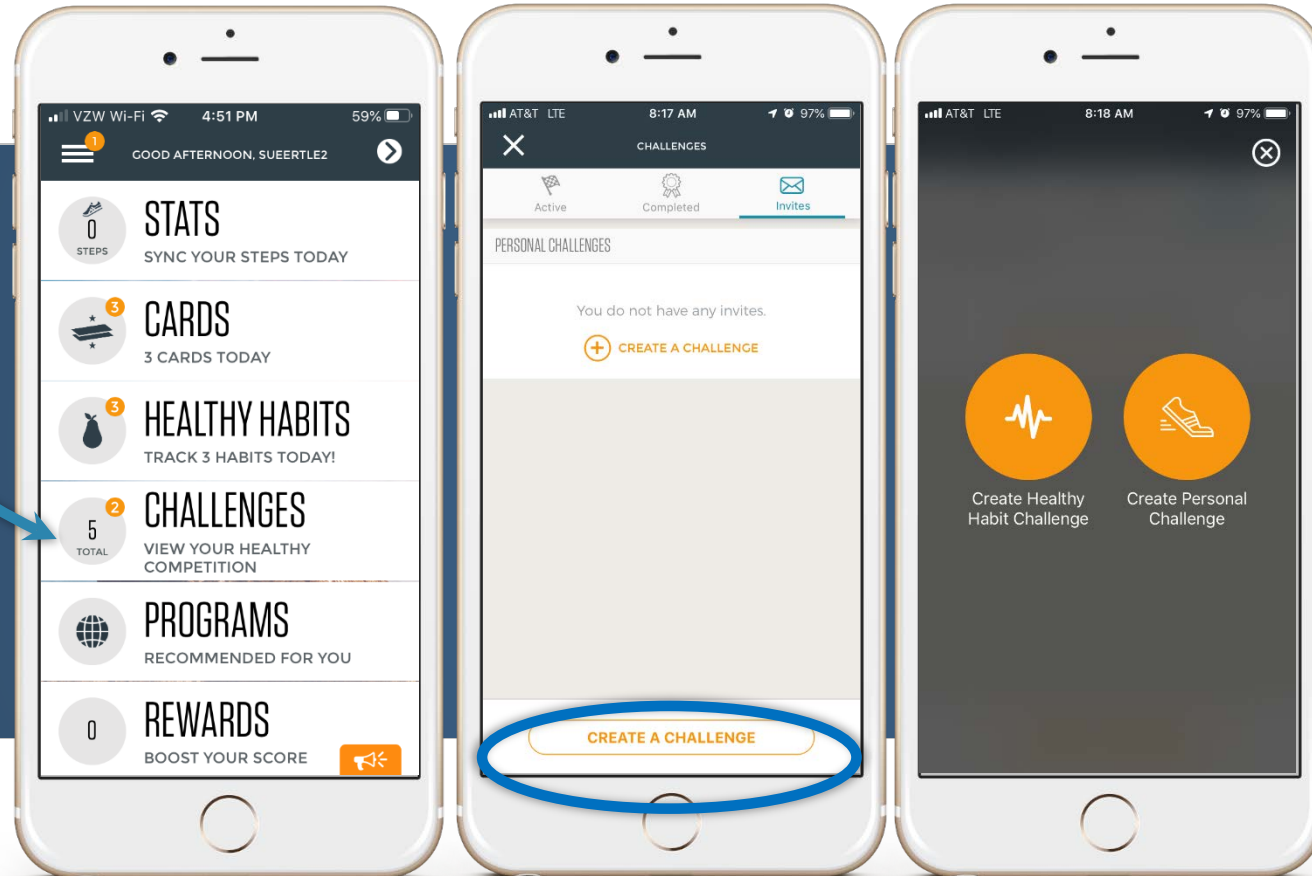 VZW Wi-Fi 4:51 PM 59%
1
GOOD AFTERNOON, SUEERTLE2
0
STEPS
STATS
SYNC YOUR STEPS TODAY
3
CARDS
3 CARDS TODAY
3
HEALTHY HABITS
TRACK 3 HABITS TODAY!
2
5
TOTAL
CHALLENGES
VIEW YOUR HEALTHY
COMPETITION
PROGRAMS
RECOMMENDED FOR YOU
0
REWARDS
BOOST YOUR SCORE
AT&T LTE 8:17 AM 97%
CHALLENGES
Active Completed Invites
PERSONAL CHALLENGES
You do not have any invites.
CREATE A CHALLENGE
CREATE A CHALLENGE
AT&T LTE 8:18 AM 97%
Create Healthy
Habit Challenge
Create Personal
Challenge